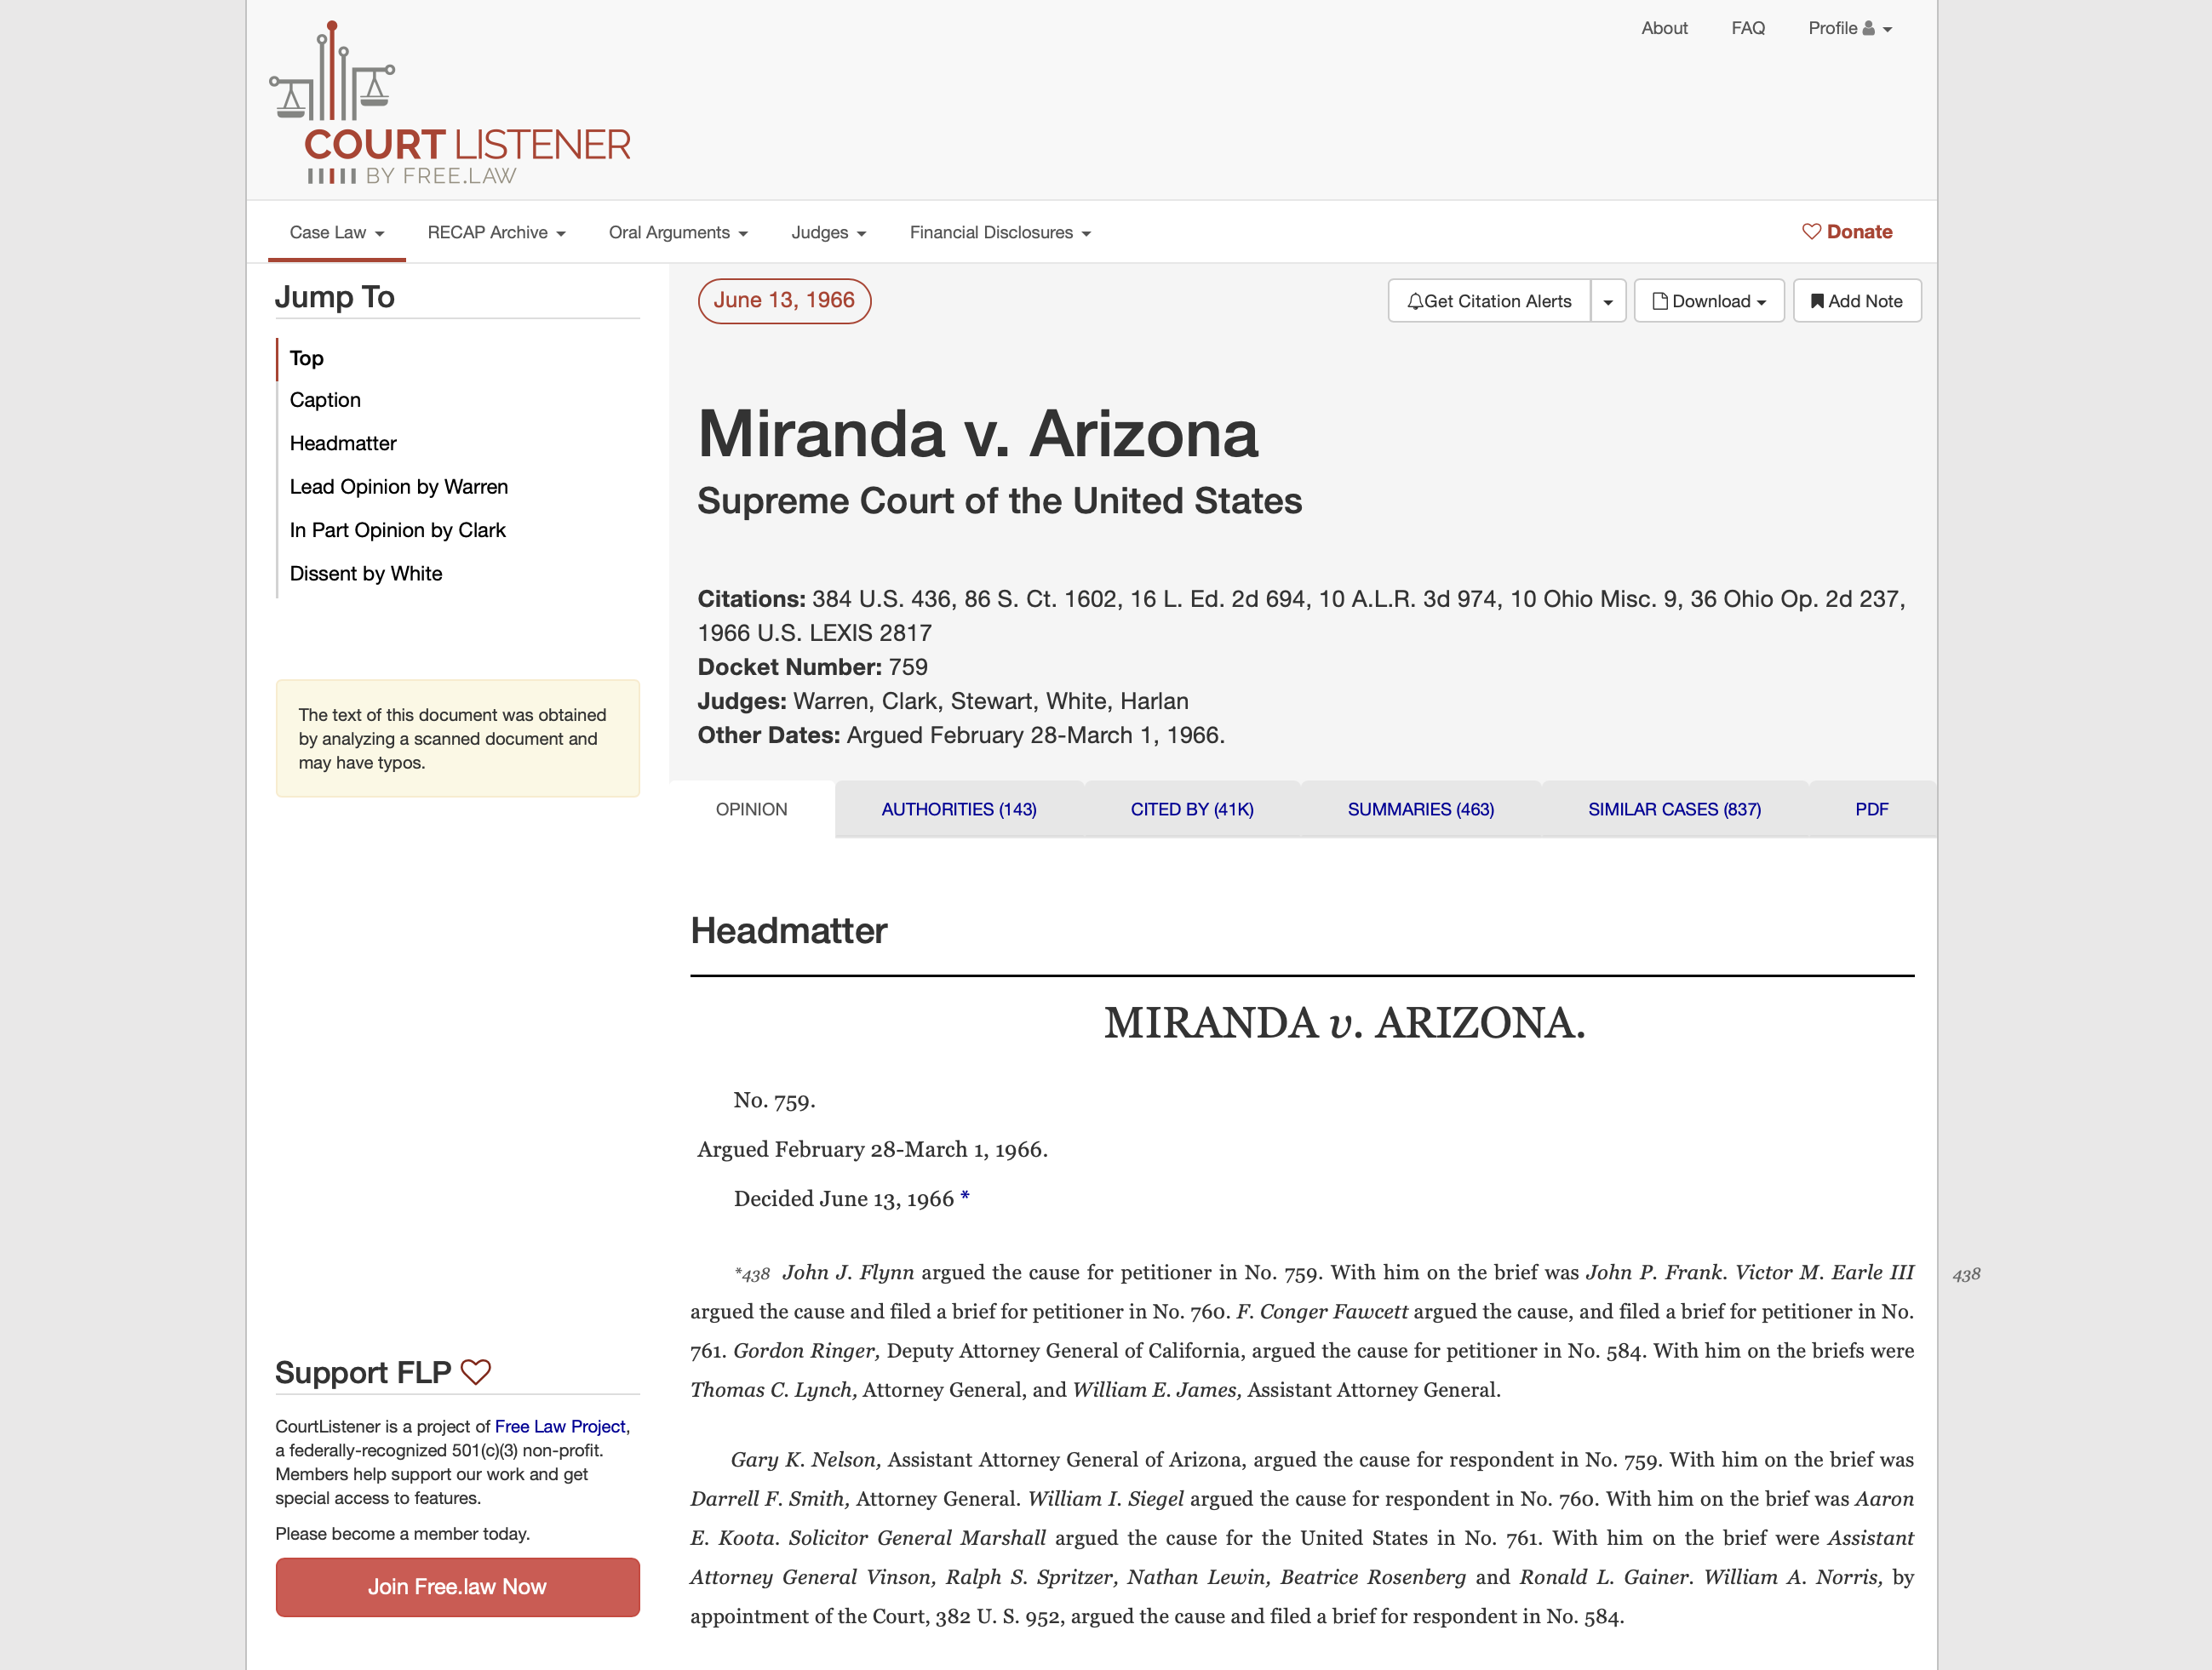 About FAQ Profile
COURT LISTENER
BY FREE.LAW
Case Law RECAP Archive Oral Arguments Judges Financial Disclosures Donate
Jump To
Top
Caption
Headmatter
Lead Opinion by Warren
In Part Opinion by Clark
Dissent by White
The text of this document was obtained
by analyzing a scanned document and
may have typos.
Support FLP
CourtListener is a project of Free Law Project,
a federally-recognized 501(c)(3) non-profit.
Members help support our work and get
special access to features.
Please become a member today.
Join Free.law Now
June 13, 1966
Get Citation Alerts Download Add Note
Miranda v. Arizona
Supreme Court of the United States
Citations: 384 U.S. 436, 86 S. Ct. 1602, 16 L. Ed. 2d 694, 10 A.L.R. 3d 974, 10 Ohio Misc. 9, 36 Ohio Op. 2d 237,
1966 U.S. LEXIS 2817
Docket Number: 759
Judges: Warren, Clark, Stewart, White, Harlan
Other Dates: Argued February 28-March 1, 1966.
OPINION AUTHORITIES (143) CITED BY (41K) SUMMARIES (463) SIMILAR CASES (837) PDF
Headmatter
MIRANDA v. ARIZONA.
No. 759.
Argued February 28-March 1, 1966.
Decided June 13, 1966 *
*438 John J. Flynn argued the cause for petitioner in No. 759. With him on the brief was John P. Frank. Victor M. Earle III 438
argued the cause and filed a brief for petitioner in No. 760. F. Conger Fawcett argued the cause, and filed a brief for petitioner in No.
761. Gordon Ringer, Deputy Attorney General of California, argued the cause for petitioner in No. 584. With him on the briefs were
Thomas C. Lynch, Attorney General, and William E. James, Assistant Attorney General.
Gary K. Nelson, Assistant Attorney General of Arizona, argued the cause for respondent in No. 759. With him on the brief was
Darrell F. Smith, Attorney General. William I. Siegel argued the cause for respondent in No. 760. With him on the brief was Aaron
E. Koota. Solicitor General Marshall argued the cause for the United States in No. 761. With him on the brief were Assistant
Attorney General Vinson, Ralph S. Spritzer, Nathan Lewin, Beatrice Rosenberg and Ronald L. Gainer. William A. Norris, by
appointment of the Court, 382 U. S. 952, argued the cause and filed a brief for respondent in No. 584.